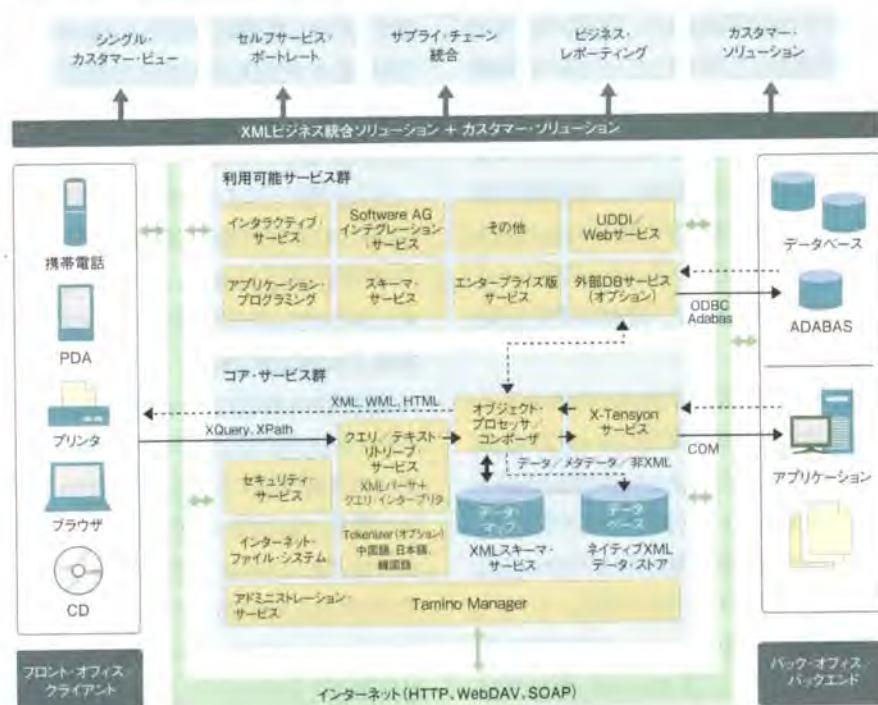 シングル・
カスタマー・ビュー
セルフサービス・
ポートレート
サプライ・チェーン
統合
ビジネス・
レポーティング
カスタマー・
ソリューション
XMLビジネス統合ソリューション + カスタマー・ソリューション
携帯電話
PDA
プリンタ
ブラウザ
CD
フロント・オフィス・
クライアント
利用可能サービス群
インタラクティブ・
サービス
Software AG
インテグレーション
・サービス
その他
UDDI／
Webサービス
アプリケーション・
プログラミング
スキーマ・
サービス
エンタープライズ版
サービス
外部DBサービス
(オプション)
ODBC
Adabas
コア・サービス群
XML, WML, HTML
XQuery, XPath
クエリ／テキスト・
リトリーブ・
サービス
XMLパーサ＋
クエリ・インタープリタ
オブジェクト・
プロセッサ／
コンポーザ
X-Tensyon
サービス
COM
データ／メタデータ／非XML
セキュリティ・
サービス
インターネット・
ファイル・システム
Tokenizer(オプション)
中国語、日本語、
韓国語
データ・
マップ
XMLスキーマ・
サービス
データ・
ベース
ネイティブXML
データ・ストア
アドミニストレーション・
サービス
Tamino Manager
インターネット(HTTP、WebDAV、SOAP)
データベース
ADABAS
アプリケーション
バック・オフィス・
バックエンド